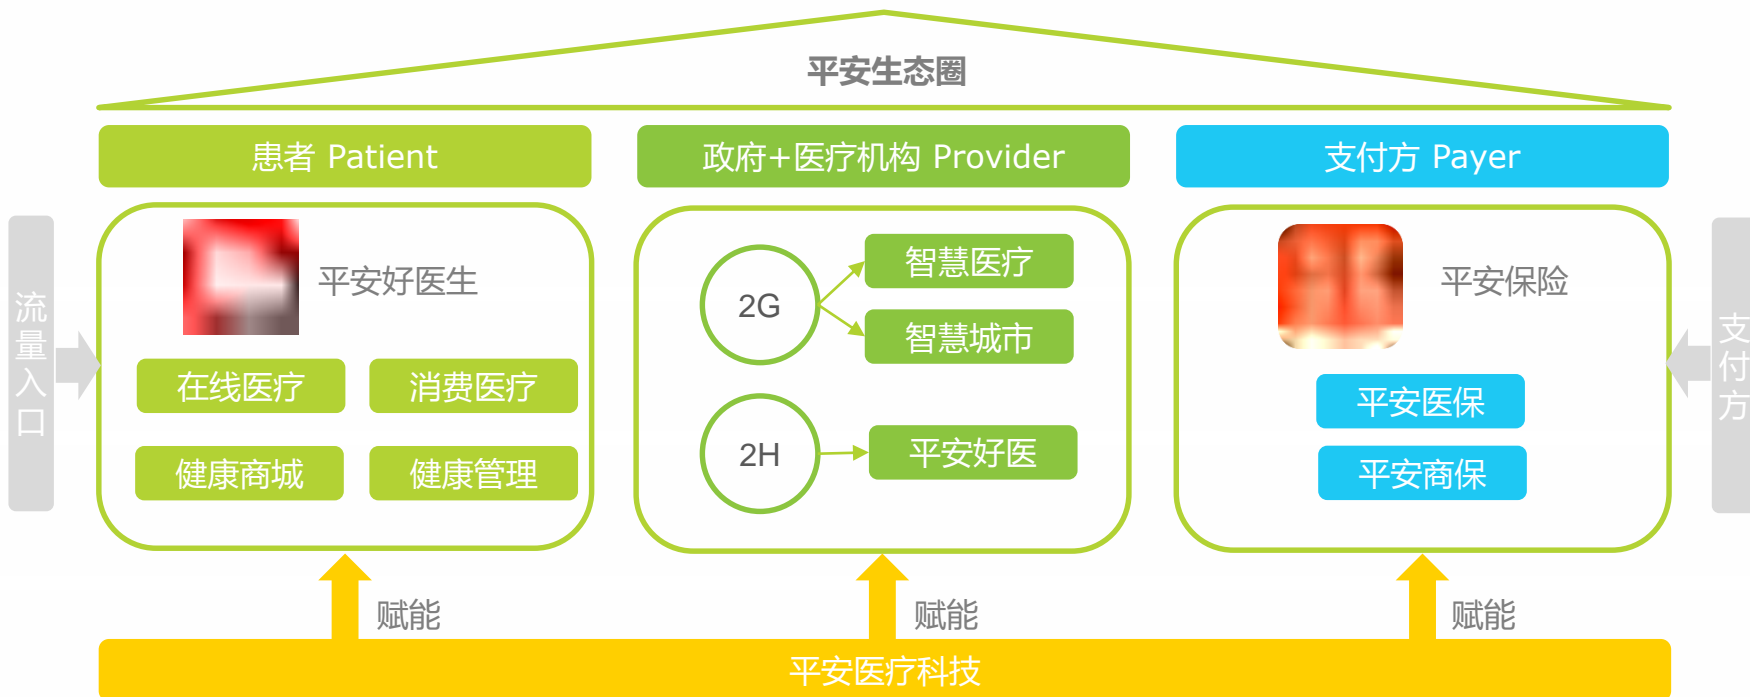 平安生态圈
患者 Patient
政府+医疗机构 Provider
支付方 Payer
流量入口
平安好医生
在线医疗
消费医疗
健康商城
健康管理
2G
智慧医疗
智慧城市
2H
平安好医
平安保险
平安医保
平安商保
支付方
赋能
赋能
赋能
平安医疗科技